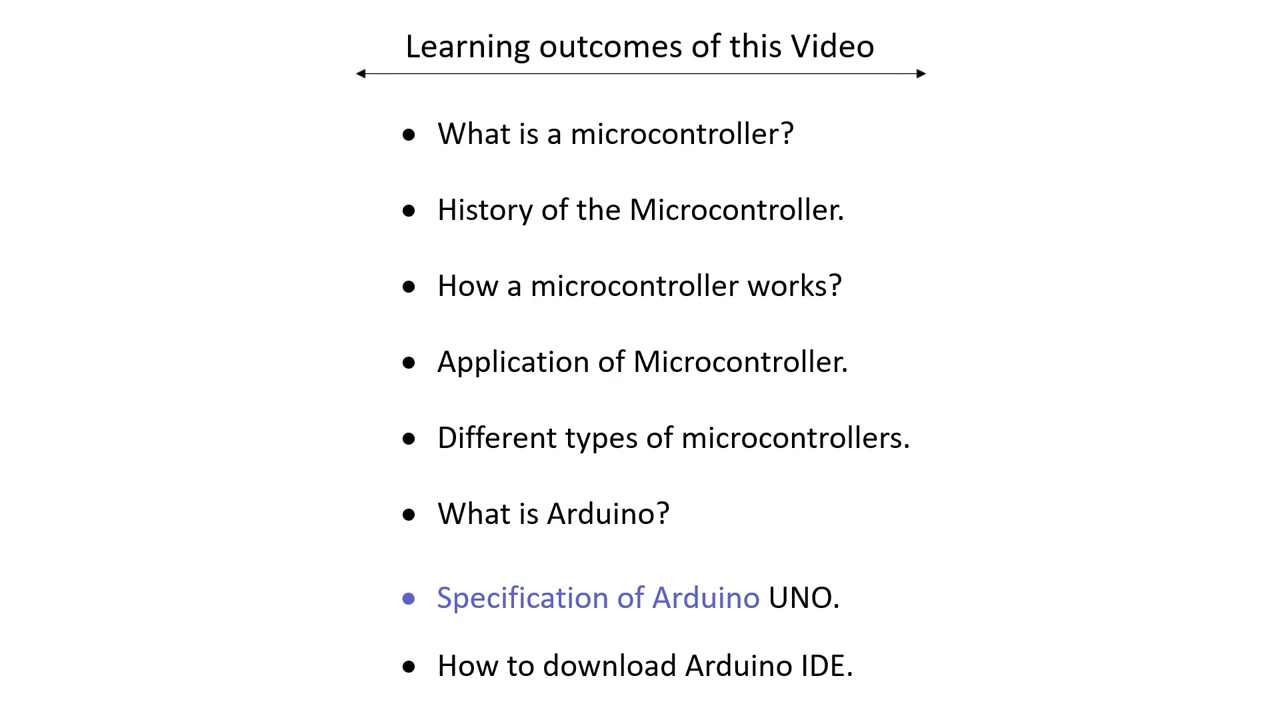 Learning outcomes of this Video
• What is a microcontroller?
• History of the Microcontroller.
• How a microcontroller works?
• Application of Microcontroller.
• Different types of microcontrollers.
• What is Arduino?
• Specification of Arduino UNO.
• How to download Arduino IDE.